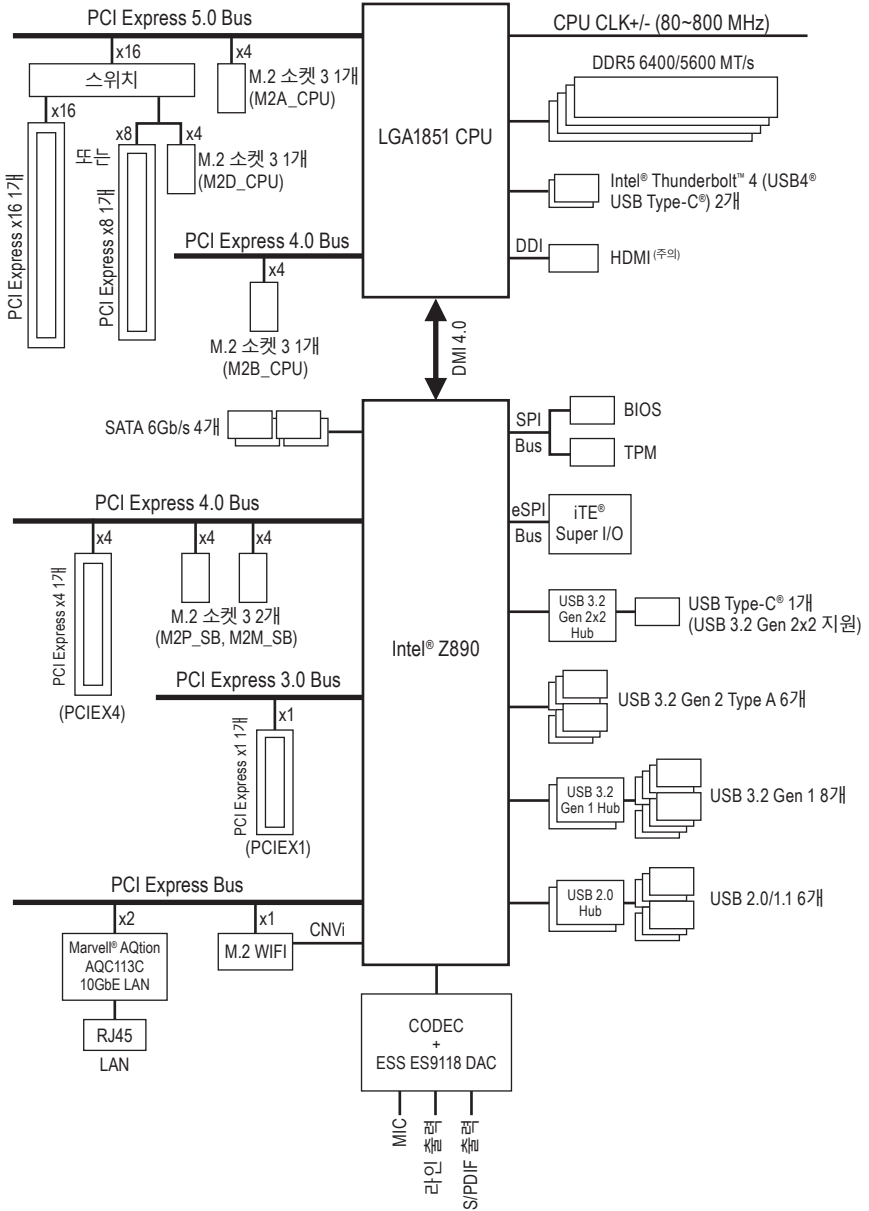 PCI Express 5.0 Bus
CPU CLK+/- (80~800 MHz)
x16
x4
스위치
M.2 소켓 3 1개
(M2A_CPU)
DDR5 6400/5600 MT/s
x16
LGA1851 CPU
또는
x8
x4
M.2 소켓 3 1개
(M2D_CPU)
PCI Express x16 1개
PCI Express x8 1개
Intel® Thunderbolt™ 4 (USB4®
USB Type-C®) 2개
PCI Express 4.0 Bus
DDI
HDMI (주의)
x4
M.2 소켓 3 1개
(M2B_CPU)
DMI 4.0
SATA 6Gb/s 4개
SPI
Bus
BIOS
TPM
PCI Express 4.0 Bus
eSPI
Bus
iTE®
Super I/O
x4
x4
x4
PCI Express x4 1개
(PCIEX4)
M.2 소켓 3 2개
(M2P_SB, M2M_SB)
USB 3.2
Gen 2x2
Hub
USB Type-C® 1개
(USB 3.2 Gen 2x2 지원)
Intel® Z890
PCI Express 3.0 Bus
x1
PCI Express x1 1개
(PCIEX1)
USB 3.2 Gen 2 Type A 6개
USB 3.2
Gen 1 Hub
USB 3.2 Gen 1 8개
PCI Express Bus
x2
x1
USB 2.0
Hub
USB 2.0/1.1 6개
Marvell® AQtion
AQC113C
10GbE LAN
M.2 WIFI
CNVi
RJ45
LAN
CODEC
+
ESS ES9118 DAC
MIC
라인 출력
S/PDIF 출력